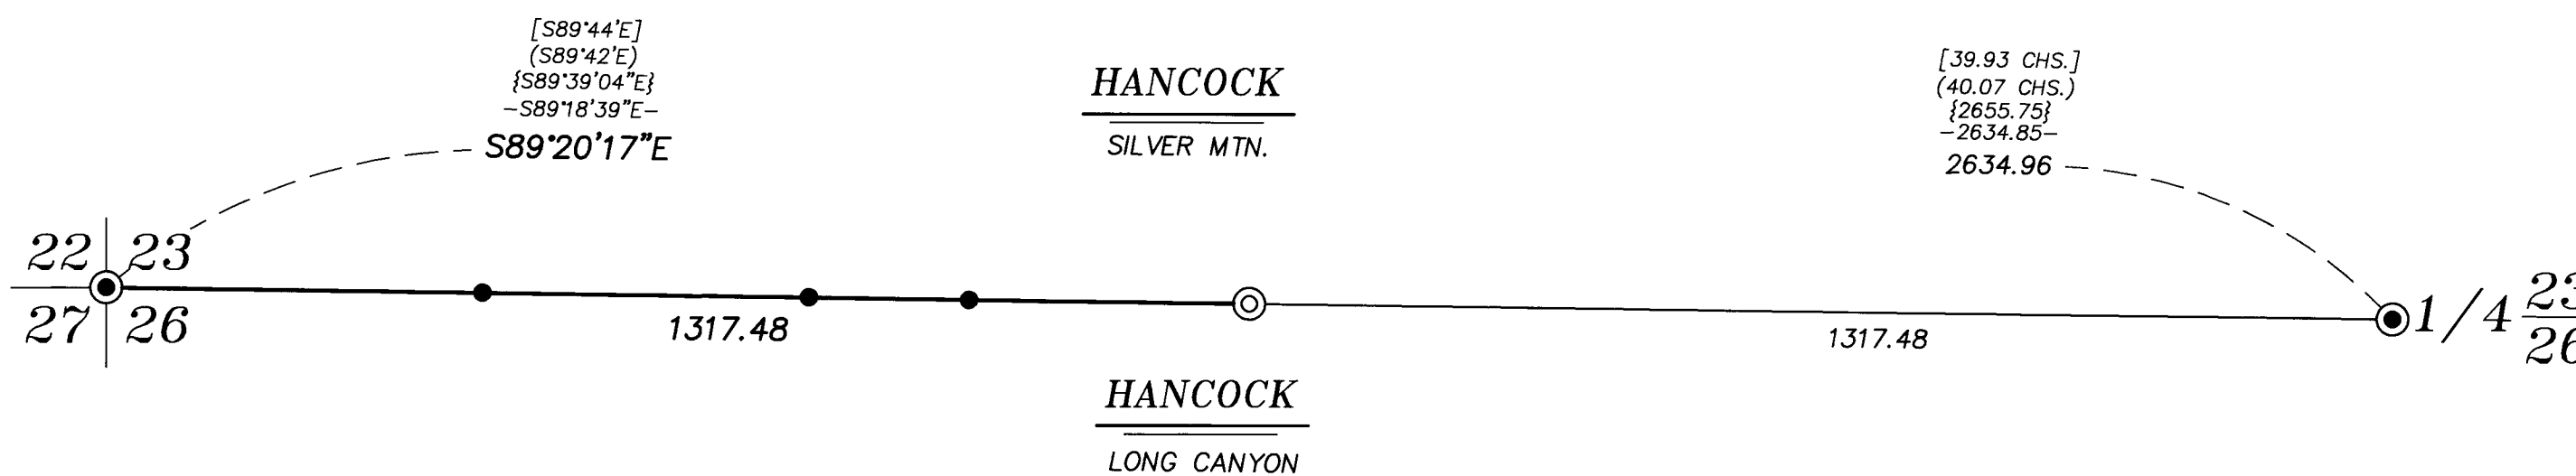 [S89°44'E]
(S89°42'E)
{S89°39'04"E}
-S89°18'39"E-
S89°20'17"E
HANCOCK
SILVER MTN.
[39.93 CHS.]
(40.07 CHS.)
{2655.75}
-2634.85-
2634.96
22 23
27 26
1317.48
1317.48
1/4 23
26
HANCOCK
LONG CANYON